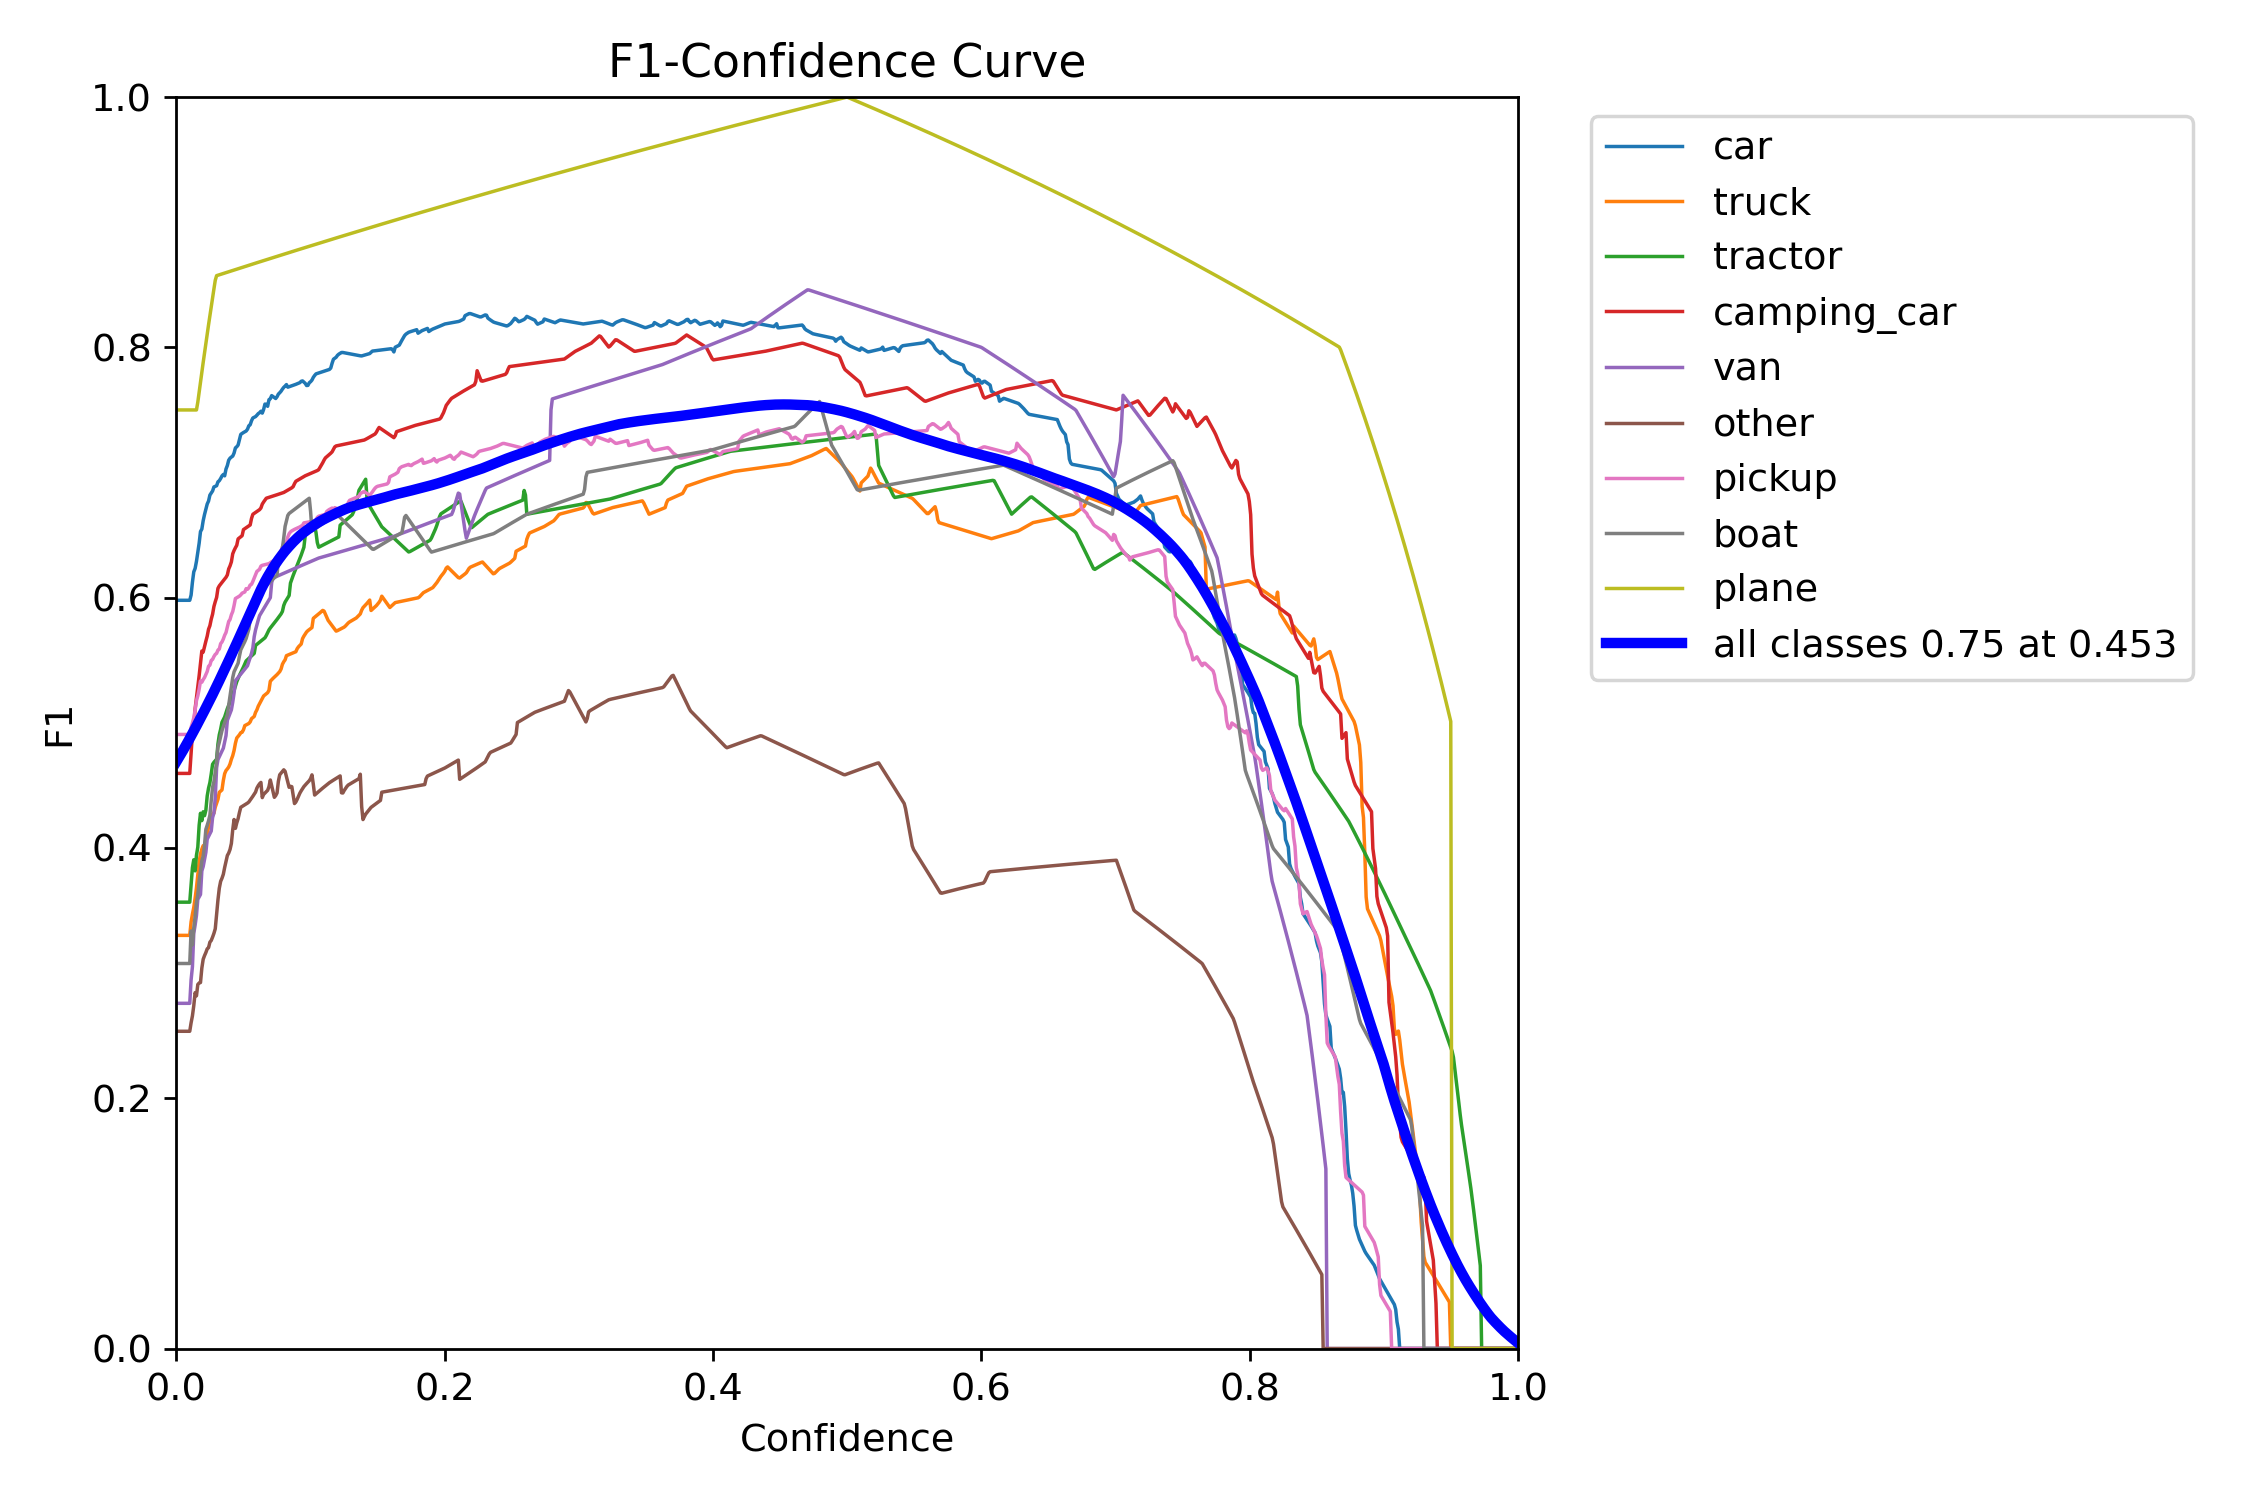 F1-Confidence Curve
1.0
0.8
0.6
0.4
0.2
0.0
F1
0.0 0.2 0.4 0.6 0.8 1.0
Confidence
car
truck
tractor
camping_car
van
other
pickup
boat
plane
all classes 0.75 at 0.453